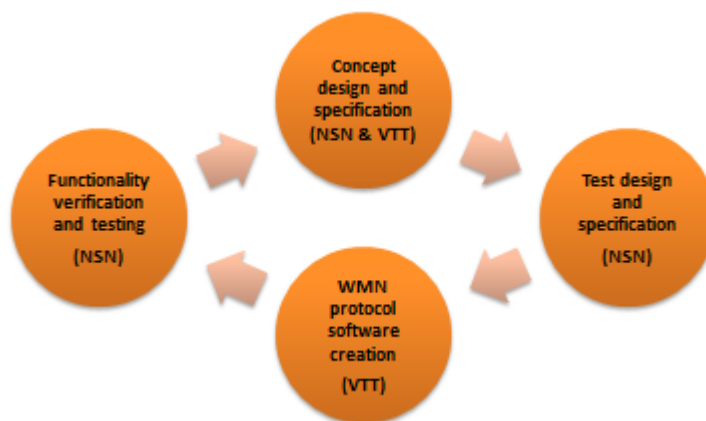 Concept
design and
specification
(NSN & VTT)
Functionality
verification
and testing
(NSN)
Test design
and
specification
(NSN)
WMN
protocol
software
creation
(VTT)